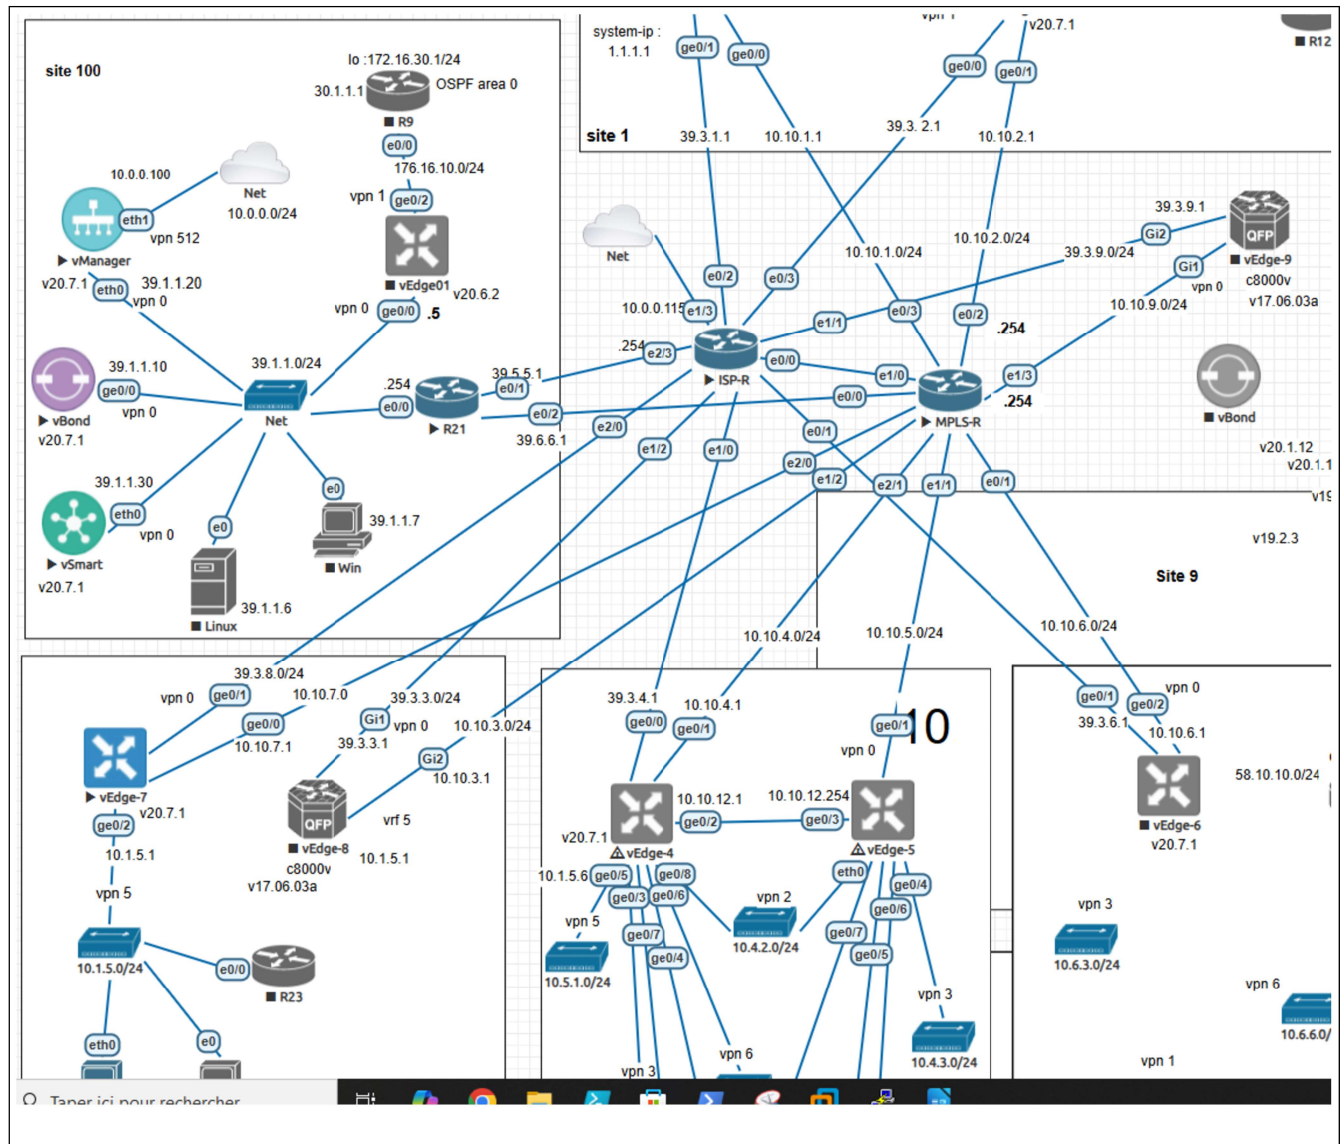 site 100
lo :172.16.30.1/24
30.1.1.1
OSPF area 0
R9
e0/0
176.16.10.0/24
vpn 1
ge0/2
10.0.0.100
Net
10.0.0.0/24
eth1
vpn 512
vManager
v20.7.1
eth0
39.1.1.20
vpn 0
vEdge01
v20.6.2
vpn 0
ge0/0
.5
39.1.1.10
ge0/0
vpn 0
vBond
v20.7.1
39.1.1.0/24
Net
.254
e0/0
R21
39.5.5.1
e0/1
e0/2
39.6.6.1
39.1.1.30
eth0
vpn 0
vSmart
v20.7.1
e0
Linux
39.1.1.6
e0
39.1.1.7
Win
system-ip :
1.1.1.1
ge0/1
ge0/0
vpn 1
v20.7.1
ge0/0
ge0/1
R12
site 1
39.3.1.1
10.10.1.1
39.3. 2.1
10.10.2.1
Net
10.0.0.115
e1/3
e0/2
e0/3
10.10.1.0/24
10.10.2.0/24
39.3.9.1
Gi2
39.3.9.0/24
QFP
vEdge-9
c8000v
v17.06.03a
Gi1
vpn 0
10.10.9.0/24
.254
e2/3
ISP-R
e1/1
e0/3
e0/2
.254
e0/0
e1/0
e1/3
.254
e0/0
MPLS-R
vBond
v20.1.12
v20.1.1
v19
v19.2.3
e2/0
e1/2
e1/0
e0/1
e2/0
e1/2
e2/1
e1/1
e0/1
Site 9
10.10.4.0/24
10.10.5.0/24
10.10.6.0/24
39.3.8.0/24
vpn 0
ge0/1
10.10.7.0
ge0/0
10.10.7.1
vEdge-7
v20.7.1
ge0/2
10.1.5.1
vpn 5
10.1.5.0/24
e0/0
R23
eth0
e0
39.3.3.0/24
Gi1
vpn 0
39.3.3.1
10.10.3.0/24
Gi2
10.10.3.1
QFP
vEdge-8
c8000v
v17.06.03a
vrf 5
10.1.5.1
39.3.4.1
ge0/0
10.10.4.1
ge0/1
ge0/1
10
vpn 0
10.10.12.1
ge0/2
10.10.12.254
ge0/3
v20.7.1
vEdge-4
vEdge-5
10.1.5.6
ge0/5
ge0/8
ge0/3
ge0/6
ge0/7
ge0/4
vpn 5
10.5.1.0/24
vpn 2
10.4.2.0/24
eth0
ge0/4
ge0/6
ge0/7
ge0/5
vpn 3
10.4.3.0/24
vpn 3
vpn 6
ge0/1
39.3.6.1
vpn 0
ge0/2
10.10.6.1
vEdge-6
v20.7.1
58.10.10.0/24
vpn 3
10.6.3.0/24
vpn 6
10.6.6.0/
vpn 1
Taper ici pour rechercher